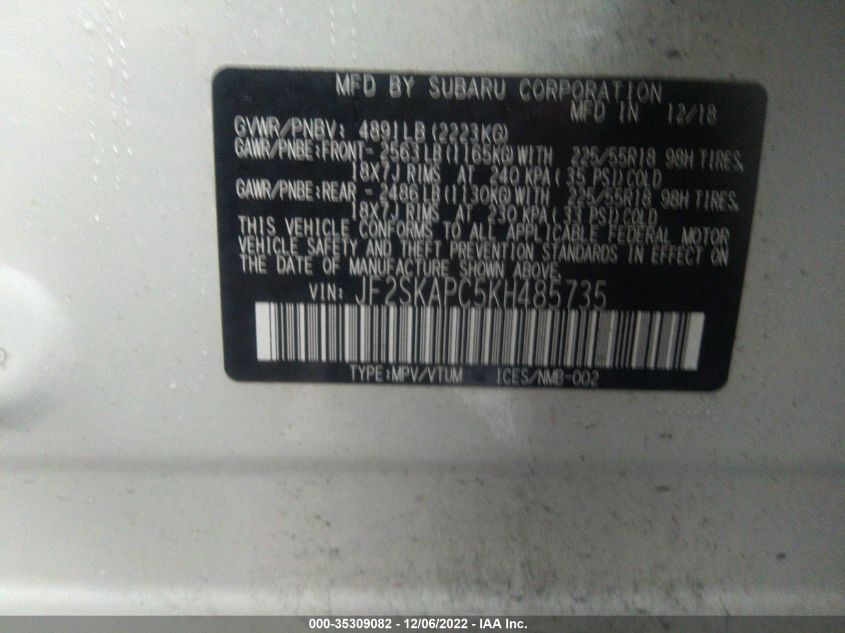 MFD BY SUBARU CORPORATION
MFD IN 12/18
GVWR/PNBV: 4891LB(2223KG)
GAWR/PNBE:FRONT- 2563LB(1165KG)WITH 225/55R18 98H TIRES,
18X7J RIMS AT 240 KPA( 35 PSI)COLD
GAWR/PNBE:REAR - 2486LB(1130KG)WITH 225/55R18 98H TIRES,
18X7J RIMS AT 230 KPA( 33 PSI)COLD
THIS VEHICLE CONFORMS TO ALL APPLICABLE FEDERAL MOTOR
VEHICLE SAFETY AND THEFT PREVENTION STANDARDS IN EFFECT ON
THE DATE OF MANUFACTURE SHOWN ABOVE.
VIN: JF2SKAPC5KH485735
TYPE:MPV/VTUM ICES/NMB-002
000-35309082 - 12/06/2022 - IAA Inc.